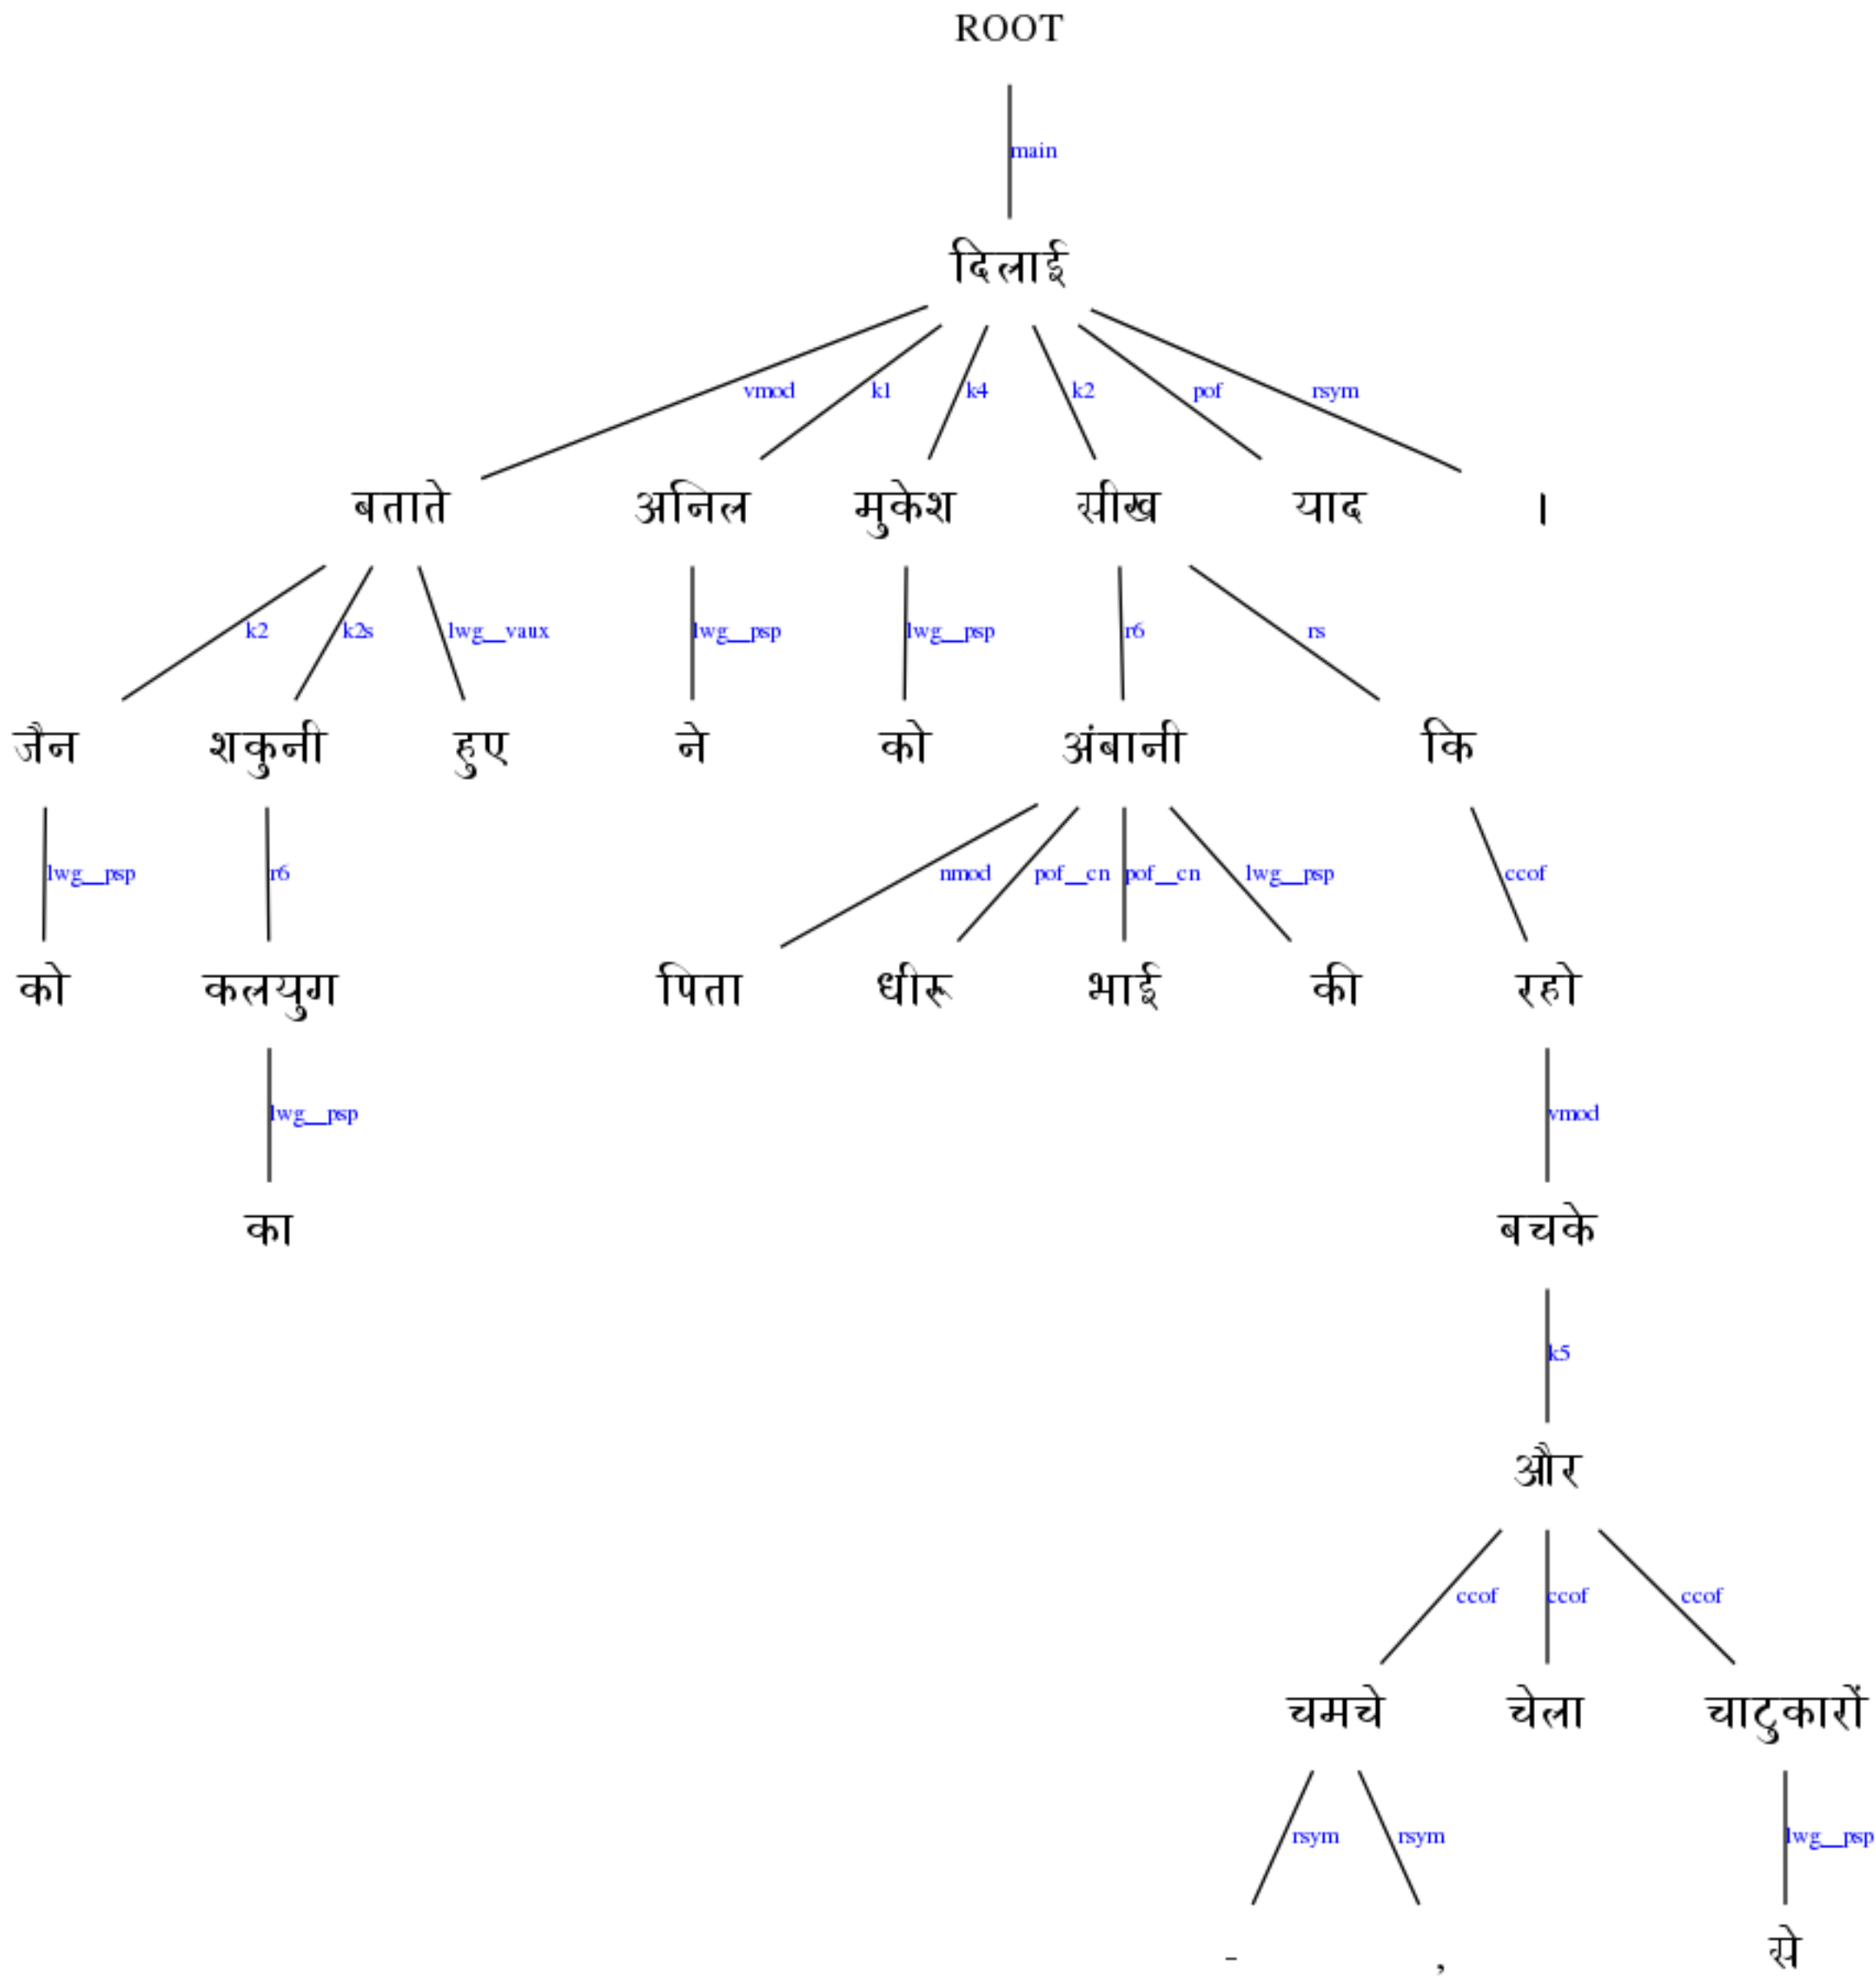 ROOT
main
दिलाई
vmod k1 k4 k2 pof rsym
बताते अनिल मुकेश सीख याद ।
k2 k2s lwg__vaux lwg__psp lwg__psp r6 rs
जैन शकुनी हुए ने को अंबानी कि
lwg__psp r6 nmod pof__cn pof__cn lwg__psp ccof
को कलयुग पिता धीरू भाई की रहो
lwg__psp vmod
का बचके
k5
और
ccof ccof ccof
चमचे चेला चाटुकारों
rsym rsym lwg__psp
- , से